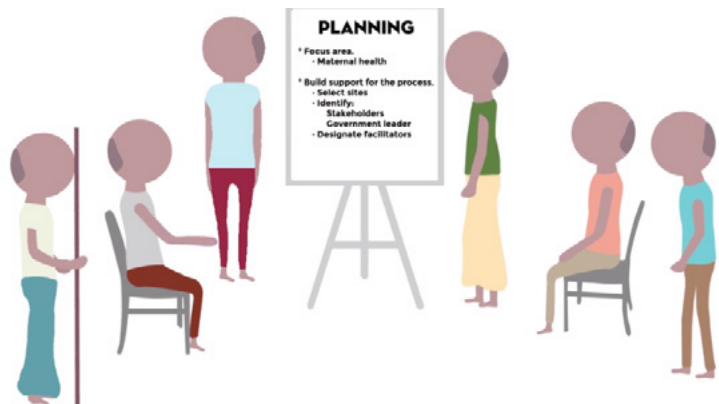 PLANNING
* Focus area.
- Maternal health
* Build support for the process.
- Select sites
- Identify:
Stakeholders
Government leader
- Designate facilitators